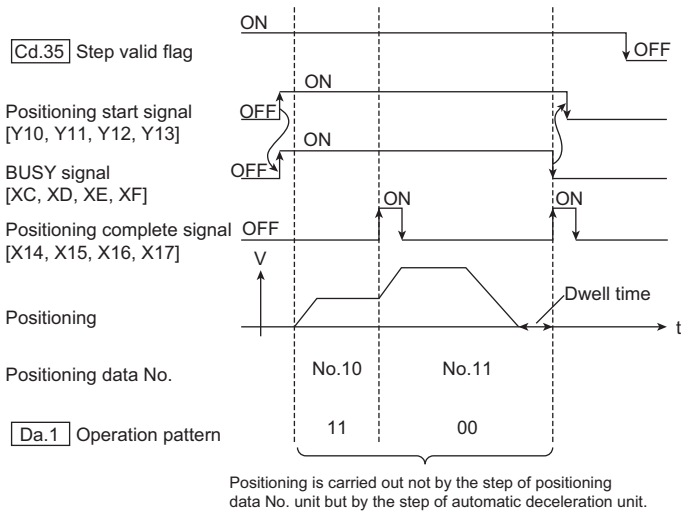 ON
Cd.35 Step valid flag
OFF
ON
Positioning start signal OFF
[Y10, Y11, Y12, Y13]
ON
BUSY signal OFF
[XC, XD, XE, XF]
ON ON
Positioning complete signal OFF
[X14, X15, X16, X17]
V
Dwell time
Positioning
t
Positioning data No. No.10 No.11
Da.1 Operation pattern 11 00
Positioning is carried out not by the step of positioning
data No. unit but by the step of automatic deceleration unit.